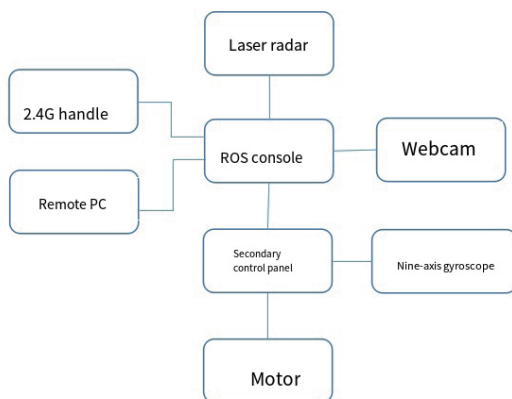 Laser radar
2.4G handle
ROS console
Webcam
Remote PC
Secondary
control panel
Nine-axis gyroscope
Motor